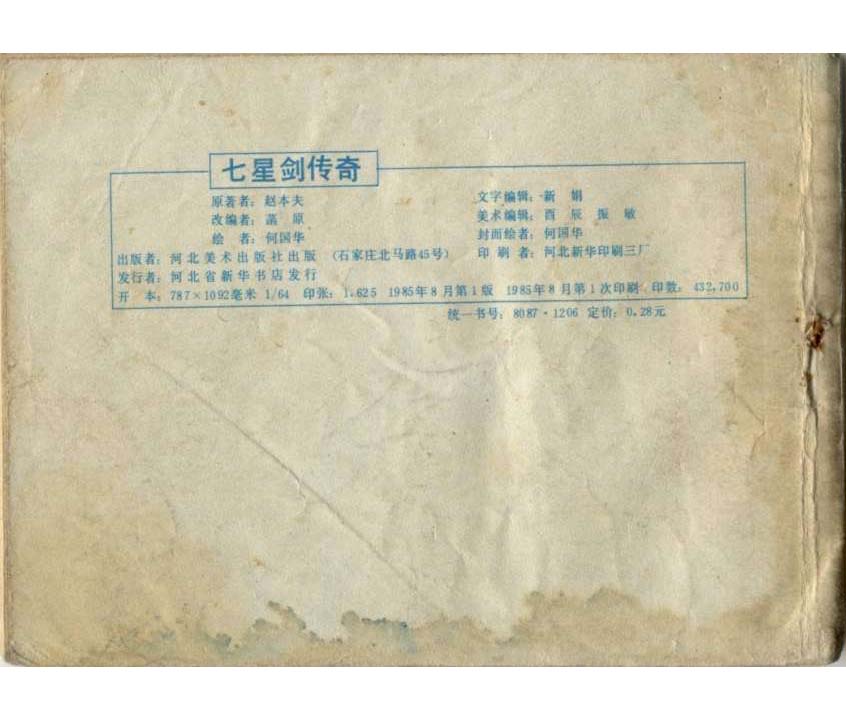 七星剑传奇
原著者：赵本夫
文字编辑：新 娟
改编者：原
美术编辑：酉 辰 振 敏
绘 者：何国华
封面绘者：何国华
出版者：河北美术出版社出版 （石家庄北马路45号）
印 刷 者：河北新华印刷三厂
发行者：河北省新华书店发行
开 本：787×1092毫米 1/64 印张：1.625 1985年8月第1版 1985年8月第1次印刷 印数：432,700
统一书号：8087·1206 定价：0.28元